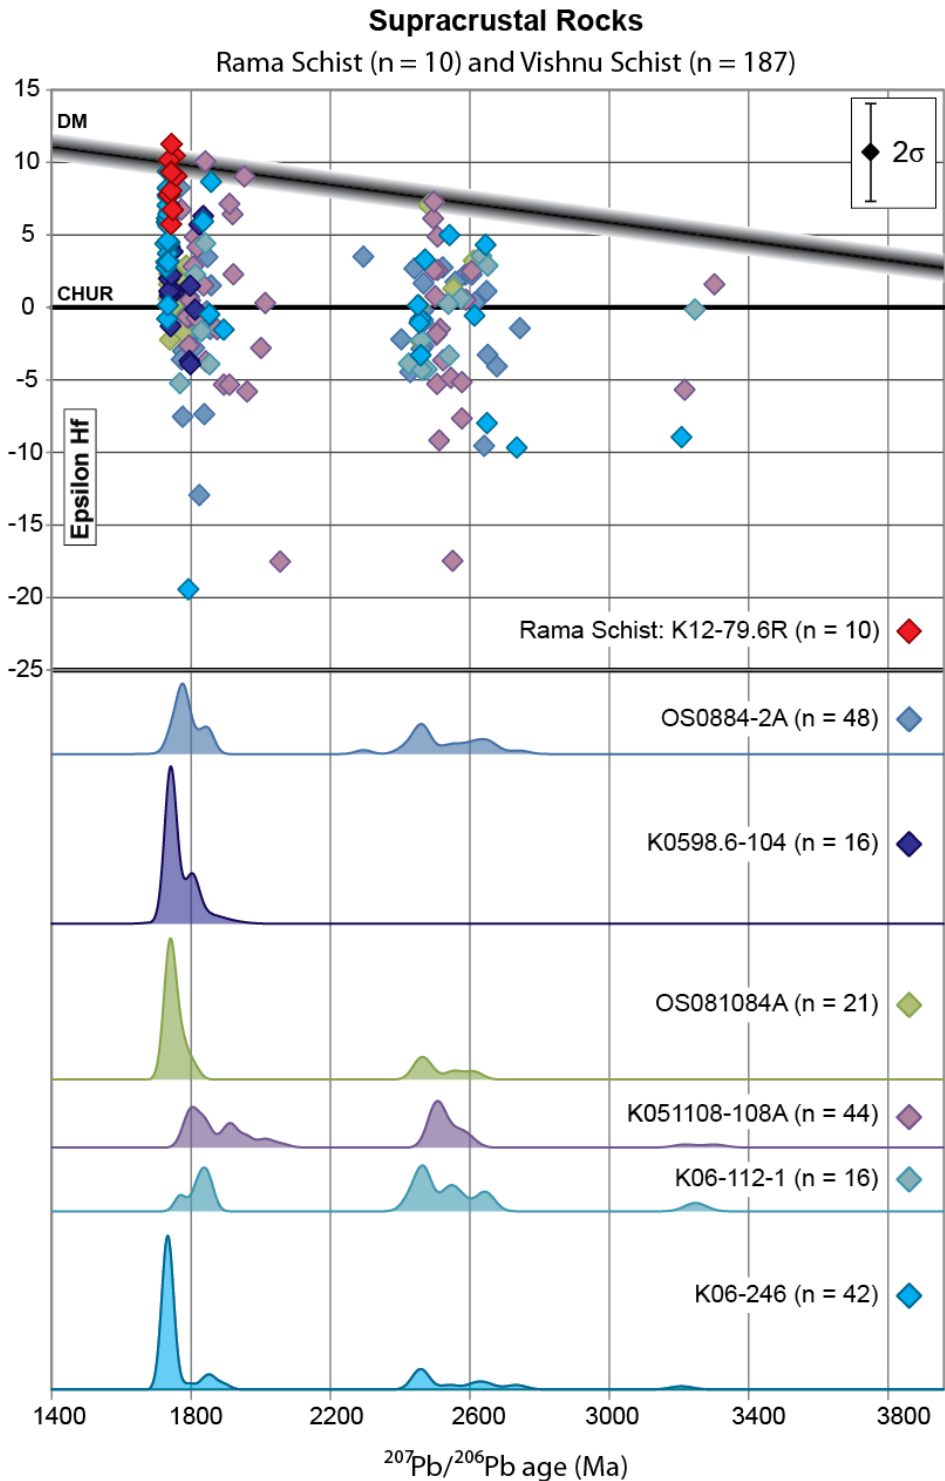 Supracrustal Rocks
Rama Schist (n = 10) and Vishnu Schist (n = 187)
15
DM
2σ
10
5
CHUR
0
-5
-10
Epsilon Hf
-15
-20
Rama Schist: K12-79.6R (n = 10)
-25
OS0884-2A (n = 48)
K0598.6-104 (n = 16)
OS081084A (n = 21)
K051108-108A (n = 44)
K06-112-1 (n = 16)
K06-246 (n = 42)
1400 1800 2200 2600 3000 3400 3800
²⁰⁷Pb/²⁰⁶Pb age (Ma)